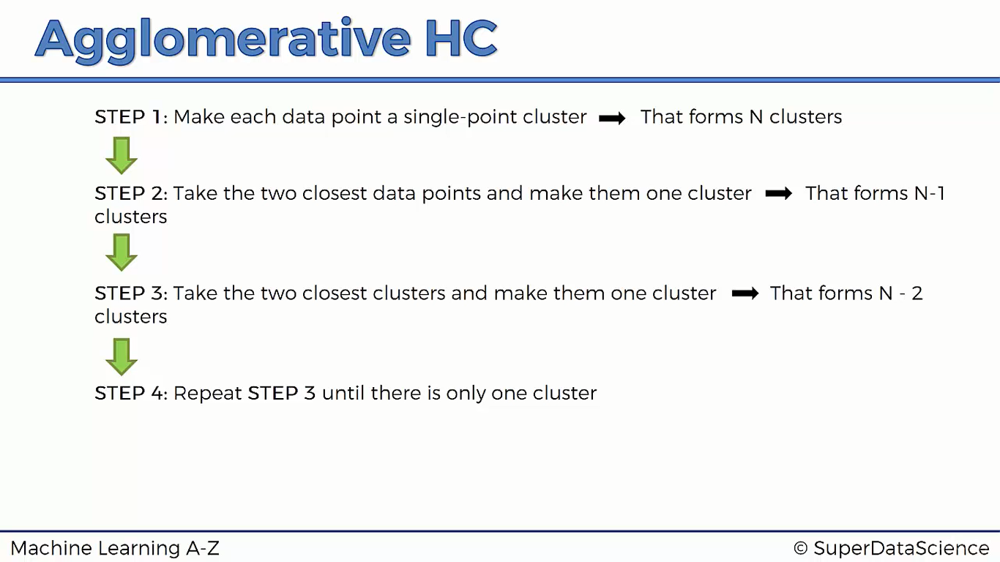 Agglomerative HC
STEP 1: Make each data point a single-point cluster ➡ That forms N clusters
STEP 2: Take the two closest data points and make them one cluster ➡ That forms N-1
clusters
STEP 3: Take the two closest clusters and make them one cluster ➡ That forms N - 2
clusters
STEP 4: Repeat STEP 3 until there is only one cluster
Machine Learning A-Z
© SuperDataScience